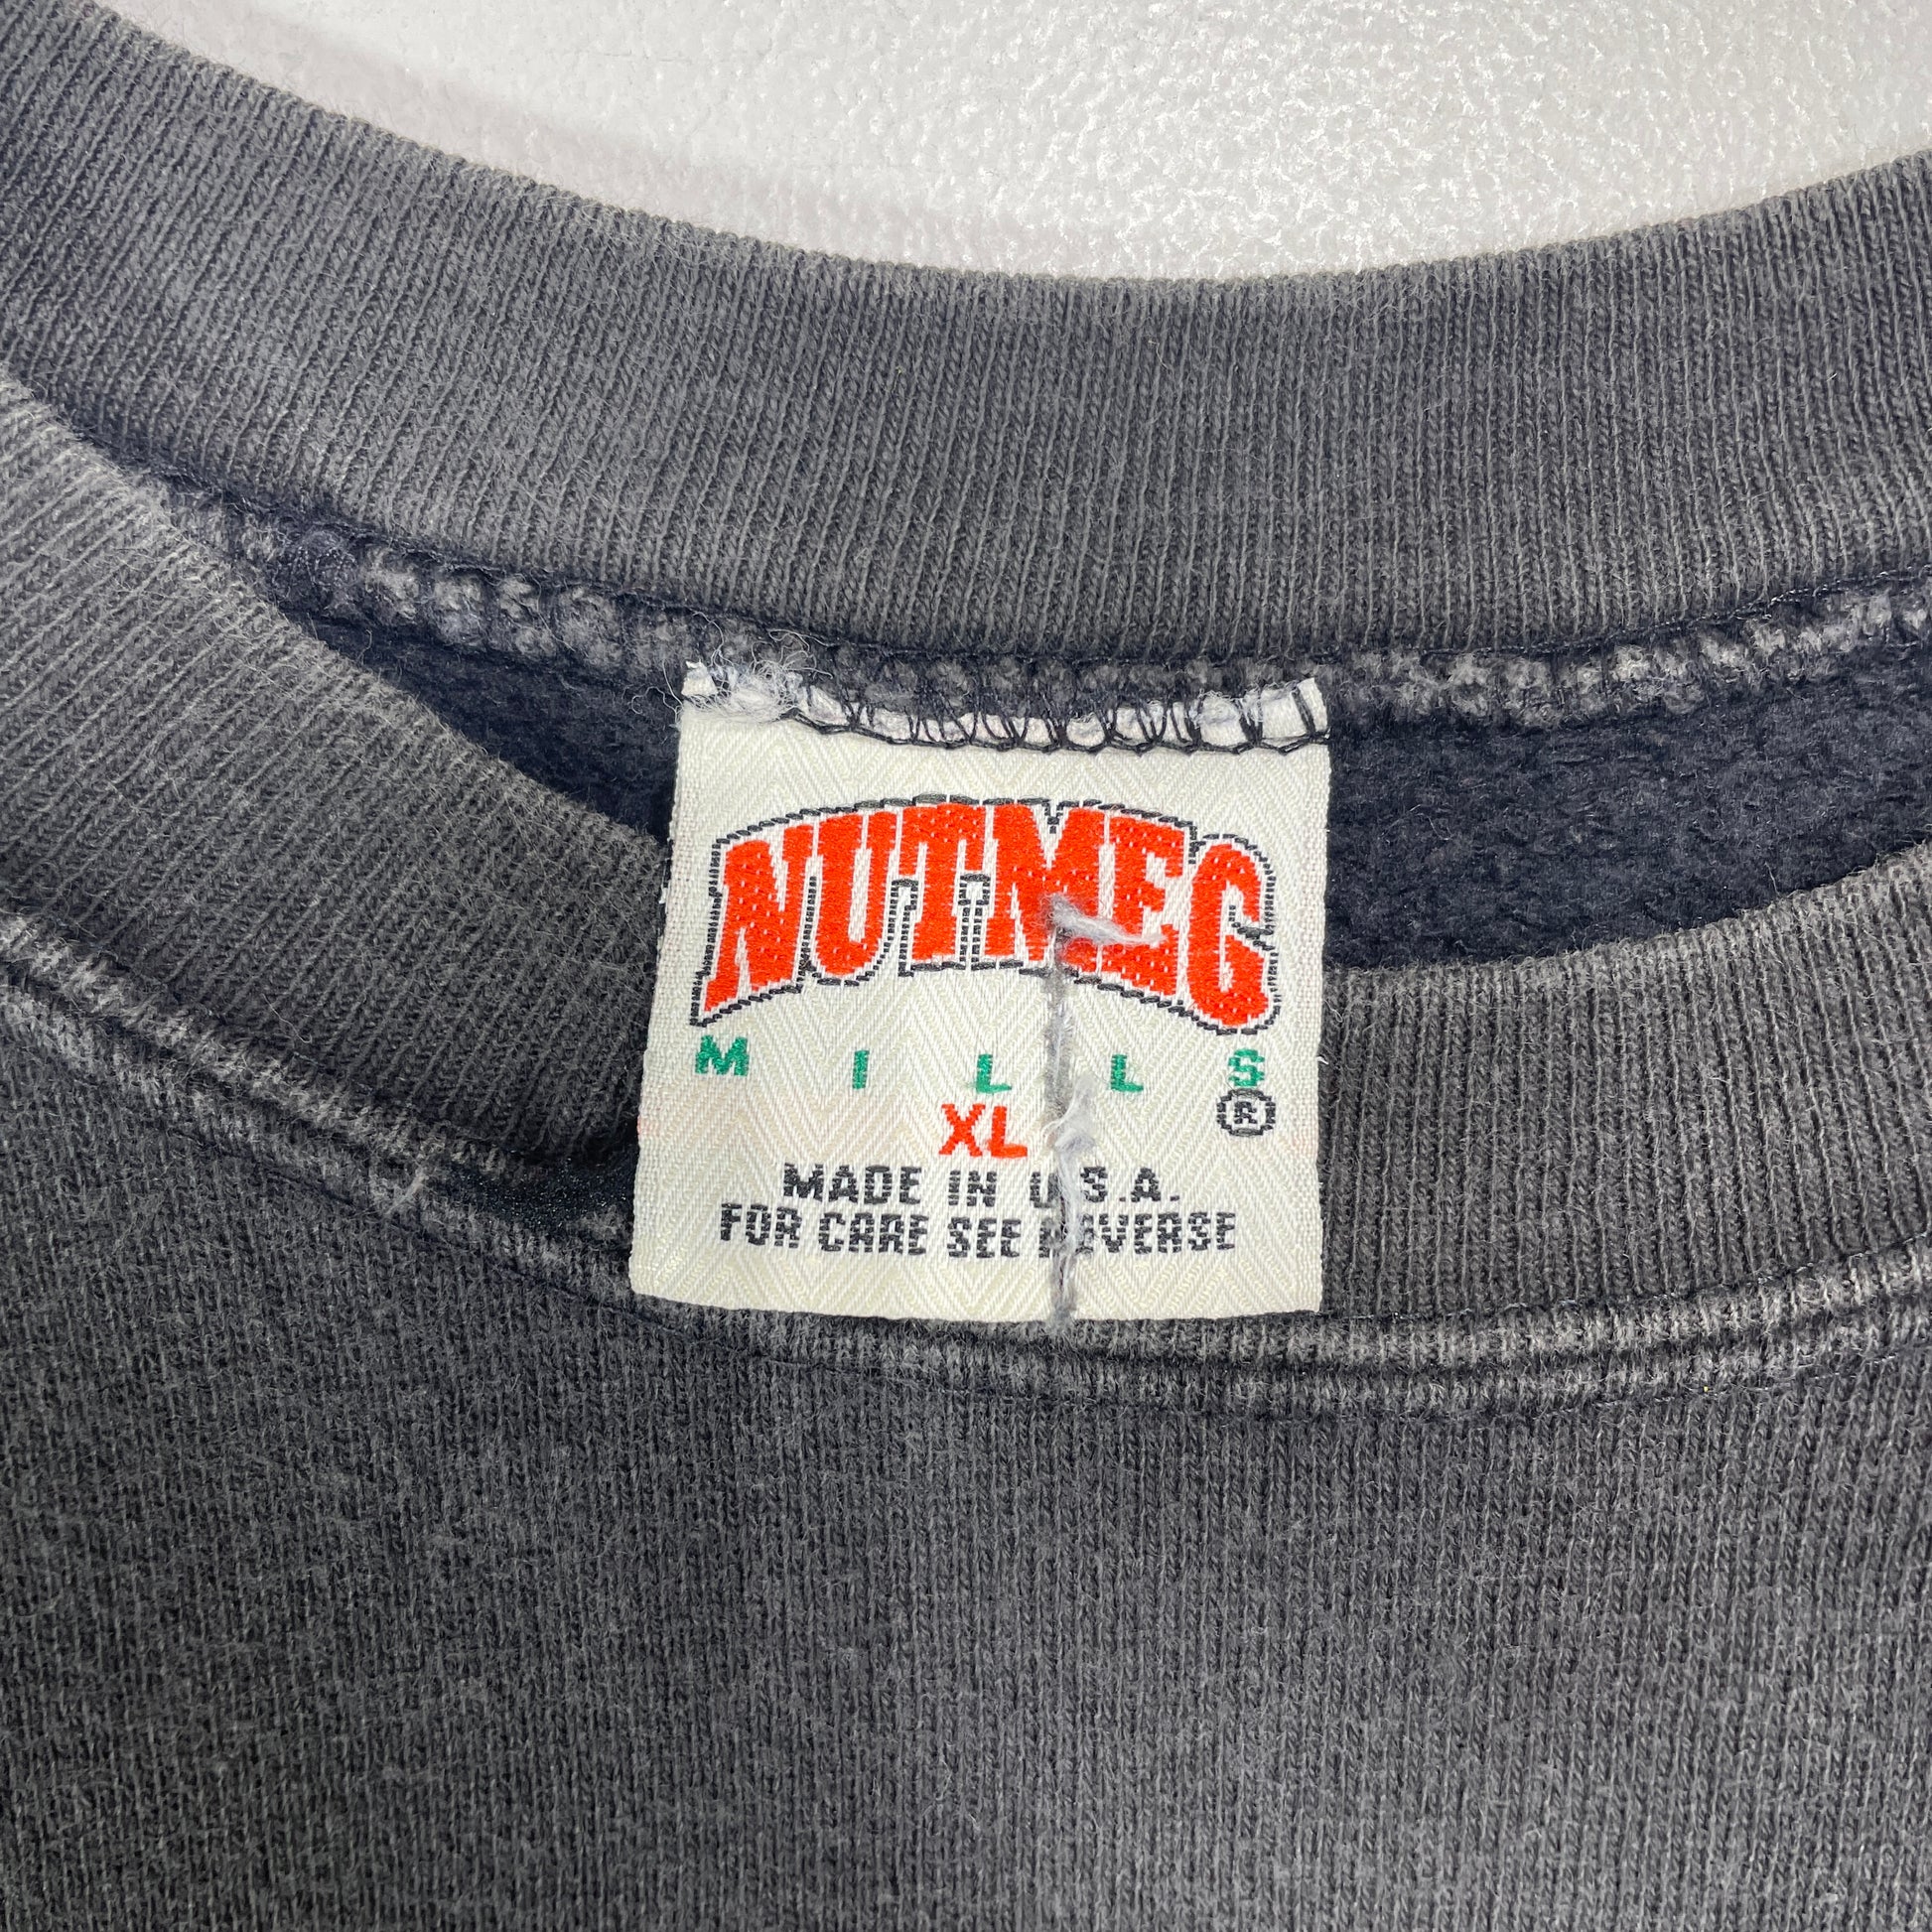 NUTMEG
MILLS
®
XL
MADE IN U.S.A.
FOR CARE SEE REVERSE